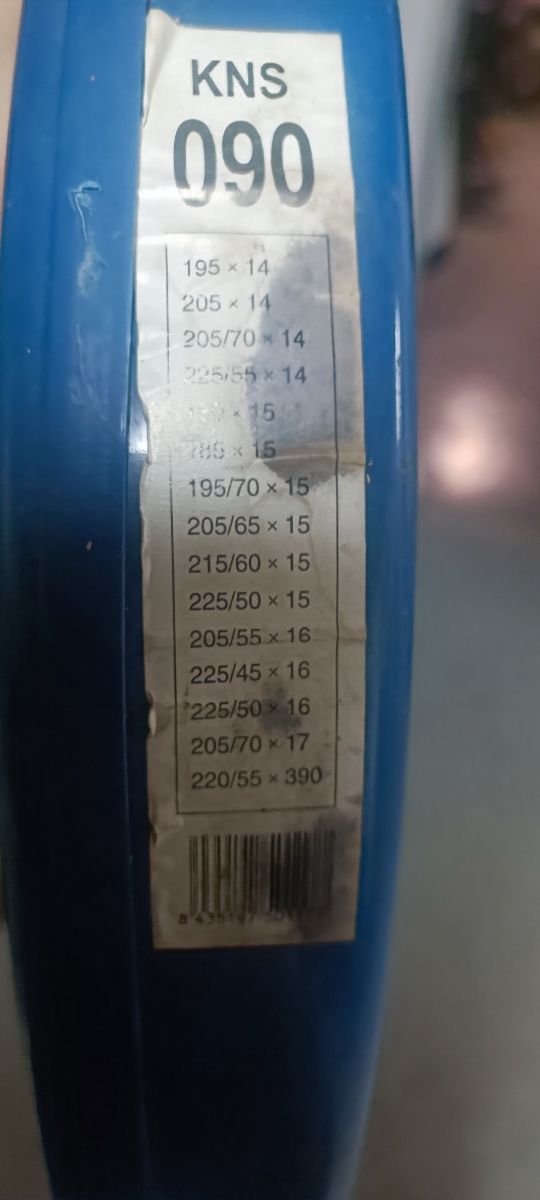 KNS
090
195 × 14
205 × 14
205/70 × 14
225/55 × 14
× 15
185 × 15
195/70 × 15
205/65 × 15
215/60 × 15
225/50 × 15
205/55 × 16
225/45 × 16
225/50 × 16
205/70 × 17
220/55 × 390